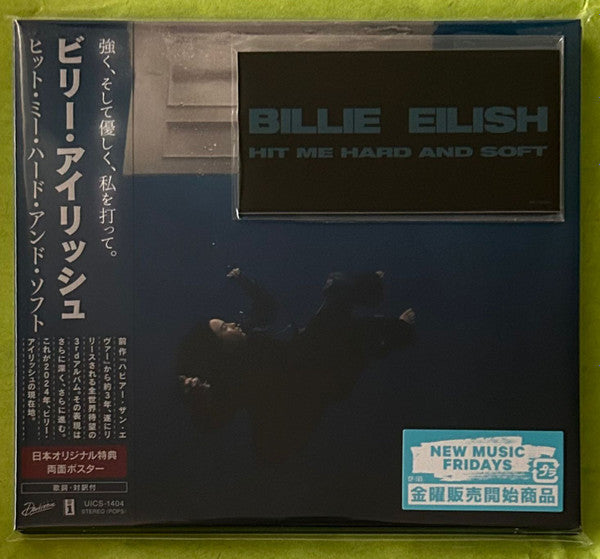 強く、そして優しく、私を打って。
ビリー・アイリッシュ
ヒット・ミー・ハード・アンド・ソフト
前作『ハピアー・ザン・エ
ヴァー』から約3年、遂にリ
リースされる全世界待望の
3rdアルバム。その表現は
さらに深く、さらに進む。
これが2024年、ビリー・
アイリッシュの現在地。
日本オリジナル特典
両面ポスター
歌詞・対訳付
Darkroom
UICS-1404
STEREO (POPS)
BILLIE EILISH
HIT ME HARD AND SOFT
NEW MUSIC
FRIDAYS
プラ
金曜販売開始商品